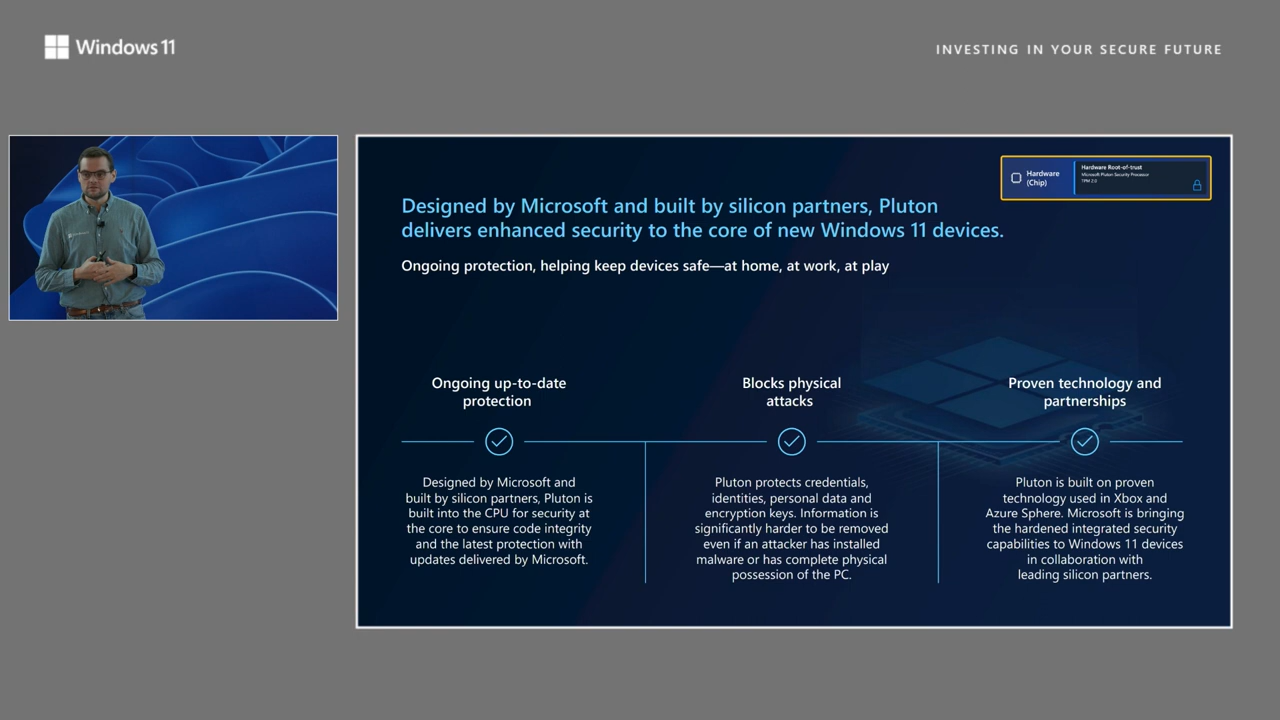 Windows 11
INVESTING IN YOUR SECURE FUTURE
Hardware
(Chip)
Hardware Root-of-trust
Microsoft Pluton Security Processor
TPM 2.0
Designed by Microsoft and built by silicon partners, Pluton
delivers enhanced security to the core of new Windows 11 devices.
Ongoing protection, helping keep devices safe—at home, at work, at play
Ongoing up-to-date
protection
Designed by Microsoft and
built by silicon partners, Pluton is
built into the CPU for security at
the core to ensure code integrity
and the latest protection with
updates delivered by Microsoft.
Blocks physical
attacks
Pluton protects credentials,
identities, personal data and
encryption keys. Information is
significantly harder to be removed
even if an attacker has installed
malware or has complete physical
possession of the PC.
Proven technology and
partnerships
Pluton is built on proven
technology used in Xbox and
Azure Sphere. Microsoft is bringing
the hardened integrated security
capabilities to Windows 11 devices
in collaboration with
leading silicon partners.